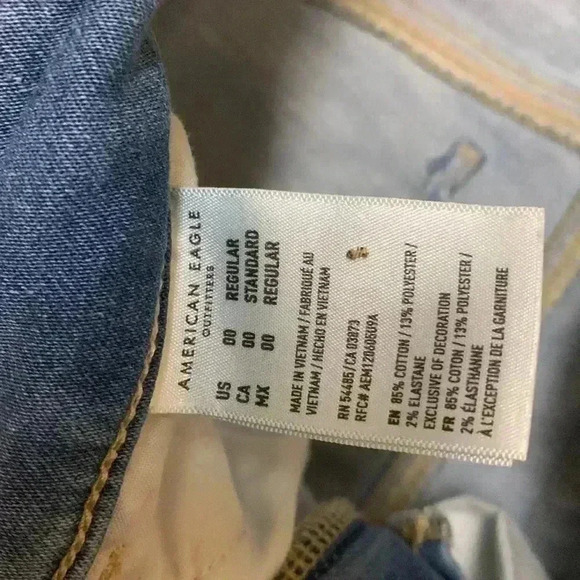 AMERICAN EAGLE
OUTFITTERS
US 00 REGULAR
CA 00 STANDARD
MX 00 REGULAR
MADE IN VIETNAM / FABRIQUÉ AU
VIETNAM / HECHO EN VIETNAM
RN 54485/CA 03873
RFC# AEM120606U9A
EN 85% COTTON / 13% POLYESTER /
2% ELASTANE
EXCLUSIVE OF DECORATION
FR 85% COTON / 13% POLYESTER /
2% ÉLASTHANNE
À L'EXCEPTION DE LA GARNITURE